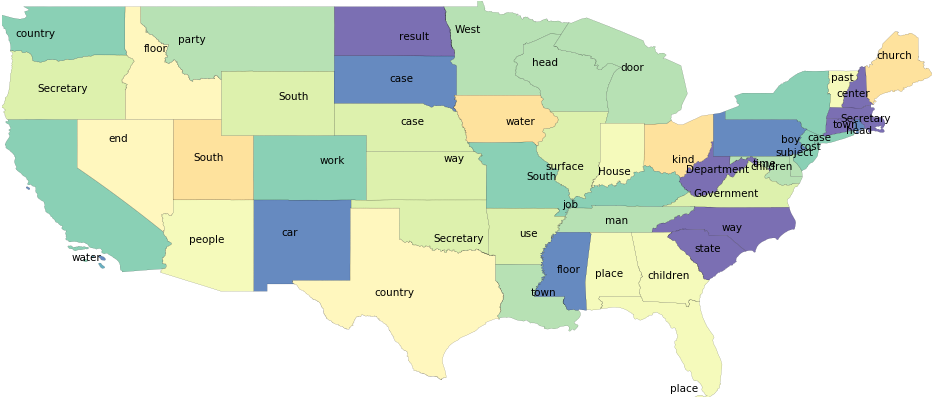 country
floor
party
result
West
head
door
church
Secretary
South
case
case
past
center
end
South
work
way
water
surface
House
kind
Secretary
town
head
boy
case
cost
subject
time
children
Department
Government
South
job
people
car
Secretary
use
man
way
state
water
country
town
floor
place
children
place